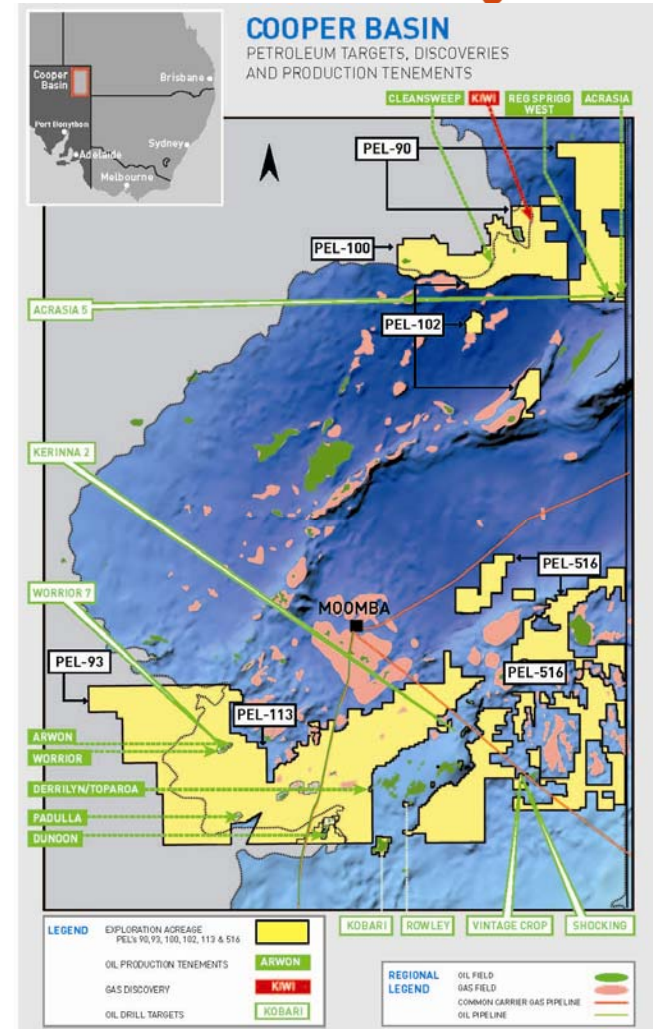 COOPER BASIN
PETROLEUM TARGETS, DISCOVERIES
AND PRODUCTION TENEMENTS
Cooper
Basin
Brisbane
Port Bonython
Adelaide
Sydney
Melbourne
CLEANSWEEP
KIWI
REG SPRIGG
WEST
ACRASIA
PEL-90
PEL-100
ACRASIA 5
PEL-102
KERINNA 2
PEL-516
WORRIOR 7
MOOMBA
PEL-93
PEL-516
PEL-113
ARWON
WORRIOR
DERRILYN/TOPAROA
PADULLA
DUNOON
KOBARI
ROWLEY
VINTAGE CROP
SHOCKING
LEGEND
EXPLORATION ACREAGE
PEL's 90,93, 100, 102, 113 & 516
OIL PRODUCTION TENEMENTS
ARWON
GAS DISCOVERY
KIWI
OIL DRILL TARGETS
KOBARI
REGIONAL
LEGEND
OIL FIELD
GAS FIELD
COMMON CARRIER GAS PIPELINE
OIL PIPELINE